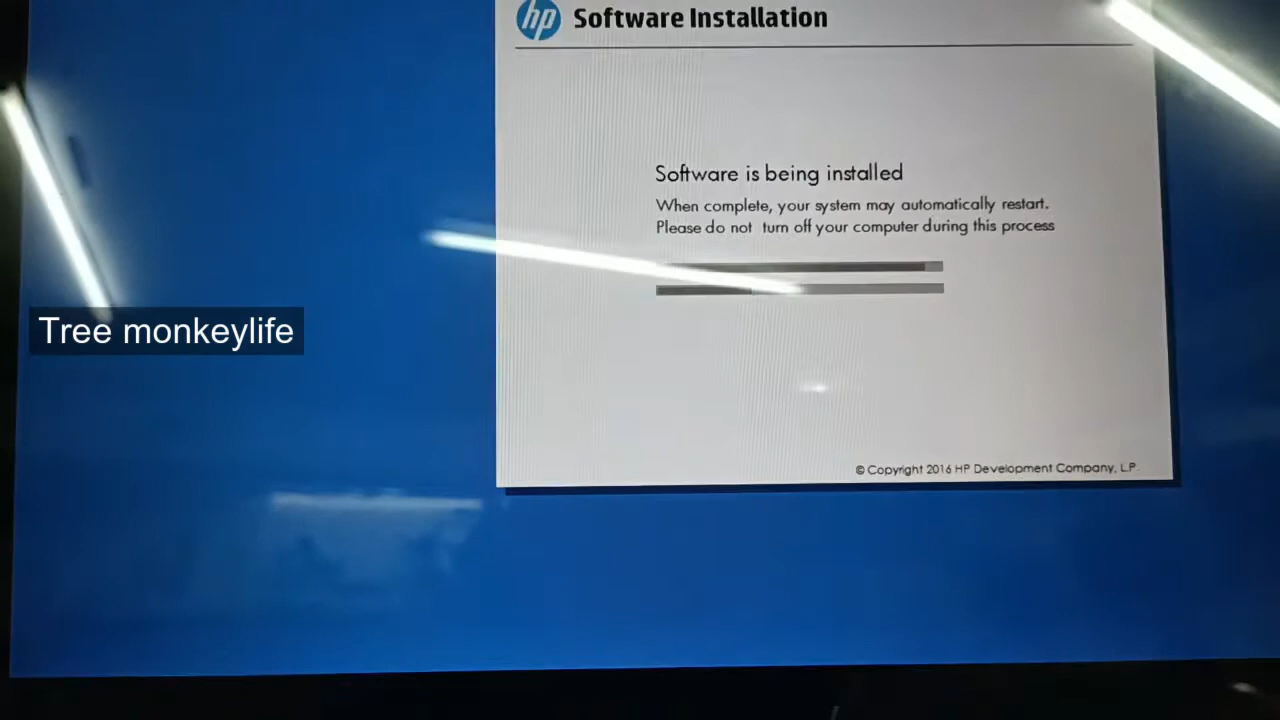 hp Software Installation
Software is being installed
When complete, your system may automatically restart.
Please do not turn off your computer during this process
Tree monkeylife
© Copyright 2016 HP Development Company, L.P.